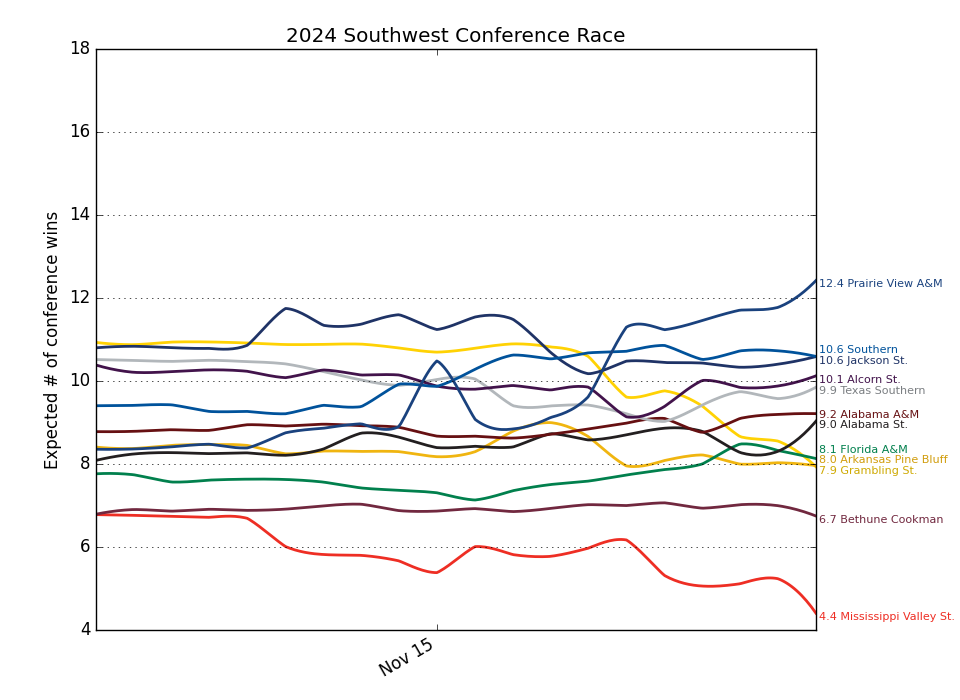 2024 Southwest Conference Race
Expected # of conference wins
18
16
14
12
10
8
6
4
Nov 15
12.4 Prairie View A&M
10.6 Southern
10.6 Jackson St.
10.1 Alcorn St.
9.9 Texas Southern
9.2 Alabama A&M
9.0 Alabama St.
8.1 Florida A&M
8.0 Arkansas Pine Bluff
7.9 Grambling St.
6.7 Bethune Cookman
4.4 Mississippi Valley St.